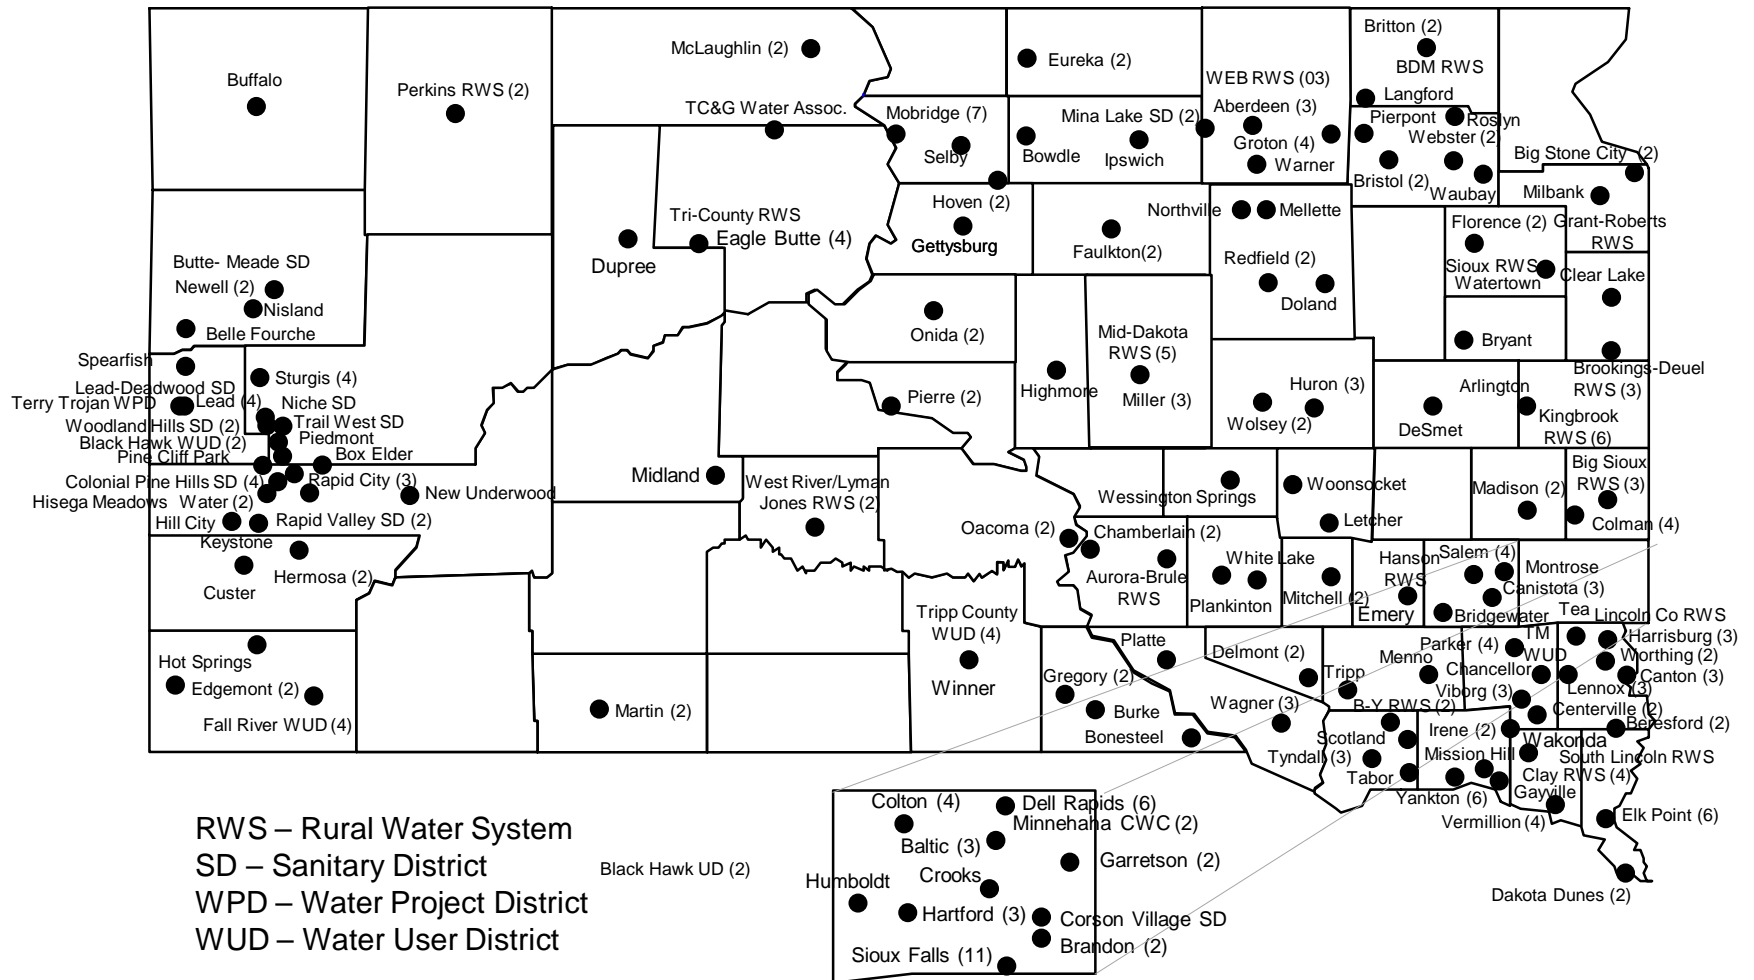 McLaughlin (2)
Eureka (2)
Britton (2)
BDM RWS
Buffalo
Perkins RWS (2)
WEB RWS (03)
Langford
TC&G Water Assoc.
Mobridge (7)
Mina Lake SD (2)
Aberdeen (3)
Pierpont
Roslyn
Groton (4)
Webster (2)
Selby
Bowdle
Ipswich
Warner
Big Stone City (2)
Bristol (2)
Waubay
Milbank
Hoven (2)
Northville
Mellette
Tri-County RWS
Eagle Butte (4)
Gettysburg
Faulkton(2)
Florence (2)
Grant-Roberts
RWS
Dupree
Redfield (2)
Doland
Sioux RWS
Watertown
Clear Lake
Butte- Meade SD
Newell (2)
Nisland
Belle Fourche
Onida (2)
Mid-Dakota
RWS (5)
Miller (3)
Bryant
Spearfish
Sturgis (4)
Highmore
Huron (3)
Wolsey (2)
Arlington
Brookings-Deuel
RWS (3)
Lead-Deadwood SD
Terry Trojan WPD
Lead (4)
Niche SD
Pierre (2)
DeSmet
Kingbrook
RWS (6)
Woodland Hills SD (2)
Trail West SD
Black Hawk WUD (2)
Piedmont
Pine Cliff Park
Box Elder
Colonial Pine Hills SD (4)
Rapid City (3)
Hisega Meadows Water (2)
New Underwood
Midland
West River/Lyman
Jones RWS (2)
Wessington Springs
Woonsocket
Madison (2)
Big Sioux
RWS (3)
Hill City
Rapid Valley SD (2)
Oacoma (2)
Chamberlain (2)
Letcher
Colman (4)
Keystone
Hermosa (2)
Custer
Aurora-Brule
RWS
White Lake
Plankinton
Mitchell (2)
Hanson
RWS
Emery
Salem (4)
Montrose
Canistota (3)
Bridgewater
Tripp County
WUD (4)
Winner
Platte
Delmont (2)
Tripp
Menno
Parker (4)
TM
WUD
Tea
Lincoln Co RWS
Harrisburg (3)
Worthing (2)
Canton (3)
Hot Springs
Edgemont (2)
Fall River WUD (4)
Martin (2)
Gregory (2)
Burke
Bonesteel
Wagner (3)
Chancellor
Viborg (3)
Lennox (3)
Centerville (2)
Beresford (2)
B-Y RWS (2)
Scotland
Irene (2)
Wakonda
South Lincoln RWS
Tyndall (3)
Mission Hill
Clay RWS (4)
Tabor
Yankton (6)
Gayville
Vermillion (4)
Elk Point (6)
Dakota Dunes (2)
Colton (4)
Dell Rapids (6)
Minnehaha CWC (2)
Baltic (3)
Garretson (2)
Crooks
Humboldt
Hartford (3)
Corson Village SD
Brandon (2)
Sioux Falls (11)
Black Hawk UD (2)
RWS – Rural Water System
SD – Sanitary District
WPD – Water Project District
WUD – Water User District